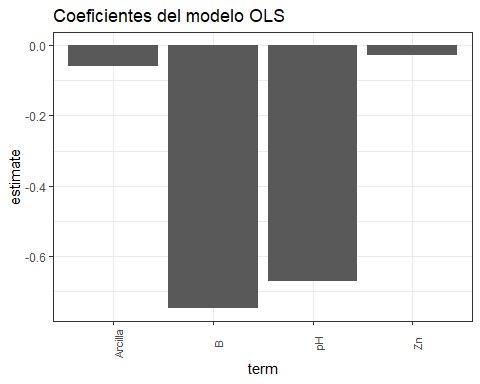 Coeficientes del modelo OLS
estimate
0.0
-0.2
-0.4
-0.6
Arcilla
B
pH
Zn
term